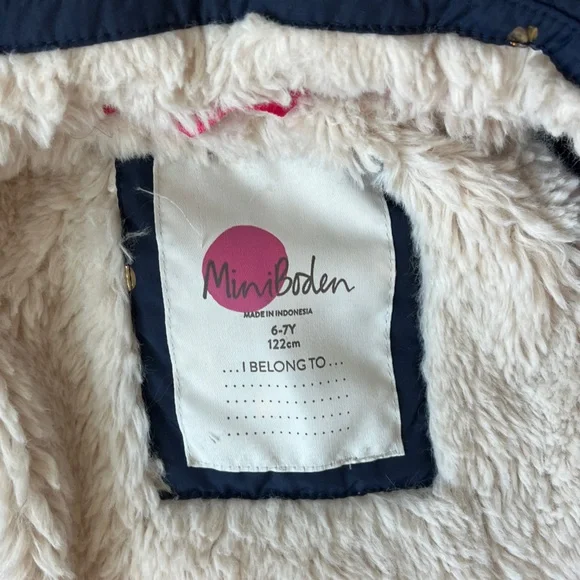 MiniBoden
MADE IN INDONESIA
6-7Y
122cm
...I BELONG TO...